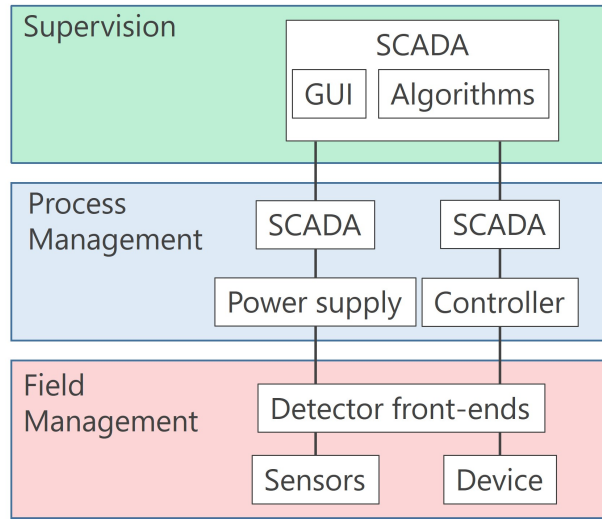 Supervision
SCADA
GUI Algorithms
Process
Management
SCADA SCADA
Power supply Controller
Field
Management
Detector front-ends
Sensors Device